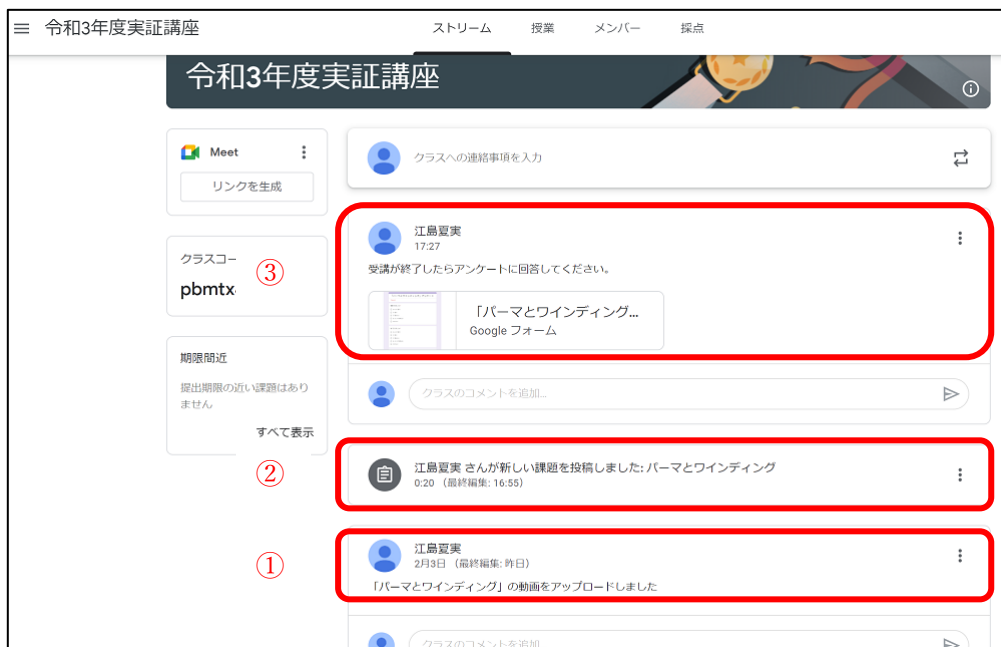 令和3年度実証講座
ストリーム 授業 メンバー 採点
令和3年度実証講座
Meet
リンクを生成
クラスコー
pbmtx
③
期限間近
提出期限の近い課題はあり
ません
すべて表示
クラスへの連絡事項を入力
江島夏実
17:27
受講が終了したらアンケートに回答してください。
「パーマとワインディング...
Google フォーム
クラスのコメントを追加...
②
江島夏実 さんが新しい課題を投稿しました: パーマとワインディング
0:20 (最終編集: 16:55)
①
江島夏実
2月3日 (最終編集: 昨日)
「パーマとワインディング」の動画をアップロードしました
クラスのコメントを追加